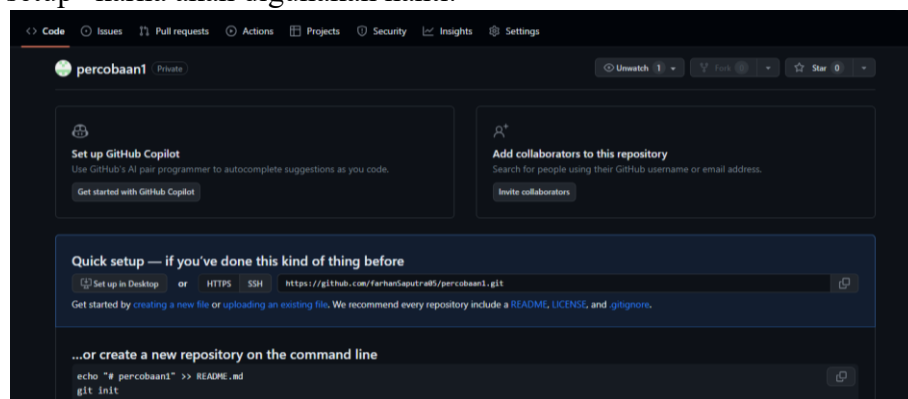 setup" karna akan digunakan nanti.
Code Issues Pull requests Actions Projects Security Insights Settings
percobaan1 Private Unwatch 1 Fork 0 Star 0
Set up GitHub Copilot
Use GitHub's AI pair programmer to autocomplete suggestions as you code.
Get started with GitHub Copilot
Add collaborators to this repository
Search for people using their GitHub username or email address.
Invite collaborators
Quick setup — if you've done this kind of thing before
Set up in Desktop or HTTPS SSH https://github.com/farhanSaputra05/percobaan1.git
Get started by creating a new file or uploading an existing file. We recommend every repository include a README, LICENSE, and .gitignore.
...or create a new repository on the command line
echo "# percobaan1" >> README.md
git init